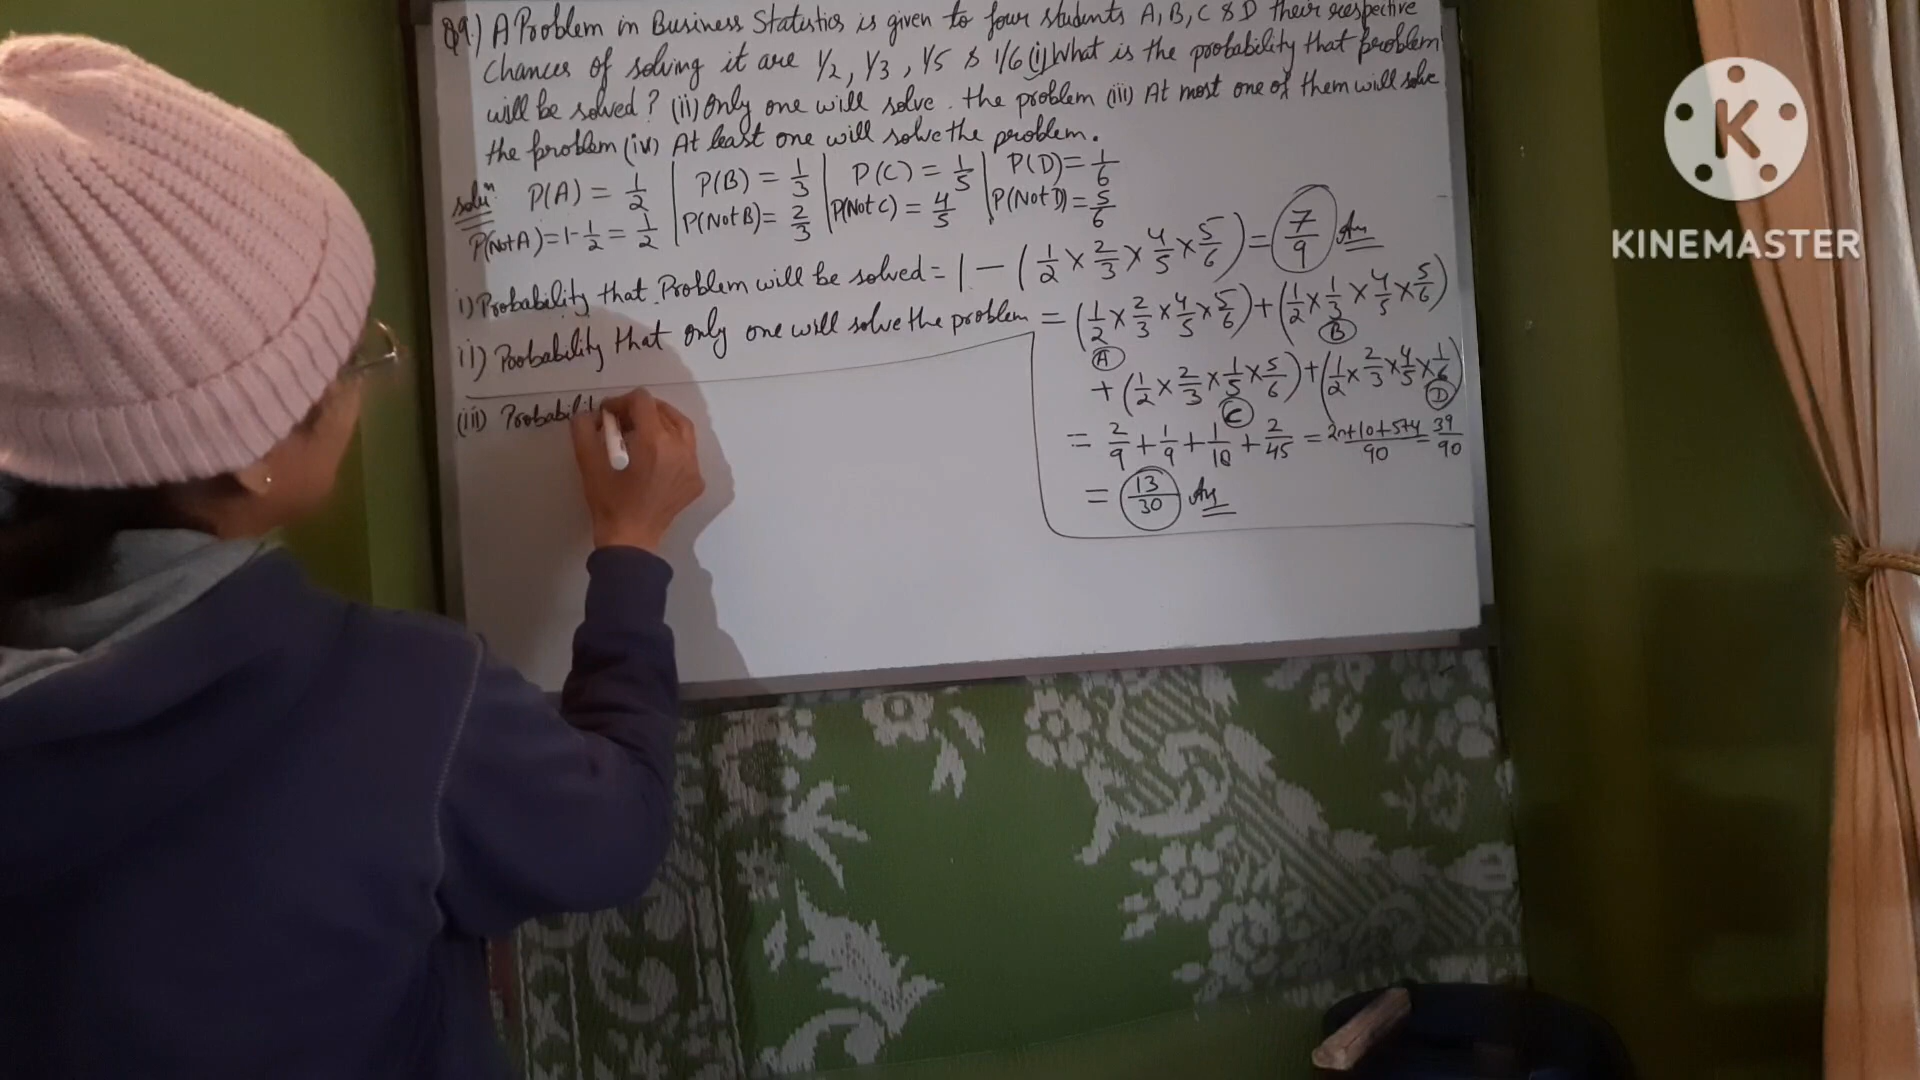 Q9.) A Problem in Business Statistics is given to four students A, B, C & D their respective
chances of solving it are 1/2, 1/3, 1/5 & 1/6 (i) What is the probability that problem
will be solved? (ii) Only one will solve the problem (iii) At most one of them will solve
the problem (iv) At least one will solve the problem.
Soluⁿ P(A) = 1/2 | P(B) = 1/3 | P(C) = 1/5 | P(D) = 1/6
P(Not A) = 1 - 1/2 = 1/2 | P(Not B) = 2/3 | P(Not C) = 4/5 | P(Not D) = 5/6
i) Probability that Problem will be solved = 1 - (1/2 × 2/3 × 4/5 × 5/6) = 7/9 Ans
ii) Probability that only one will solve the problem = (1/2 × 2/3 × 4/5 × 5/6) + (1/2 × 1/3 × 4/5 × 5/6)
A B
+ (1/2 × 2/3 × 1/5 × 5/6) + (1/2 × 2/3 × 4/5 × 1/6)
C D
= 2/9 + 1/9 + 1/18 + 2/45 = 20+10+5+4/90 = 39/90
= 13/30 Ans
(iii) Probabilit
K
KINEMASTER